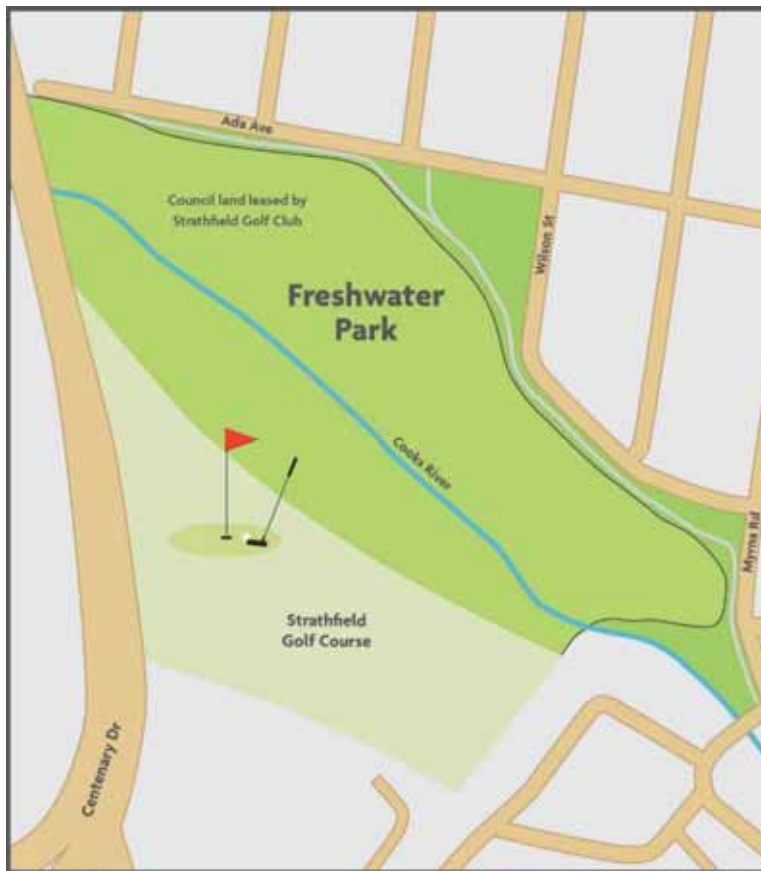 Ada Ave
Council land leased by
Strathfield Golf Club
Wilson St
Freshwater
Park
Cooks River
Myrna Rd
Strathfield
Golf Course
Centenary Dr